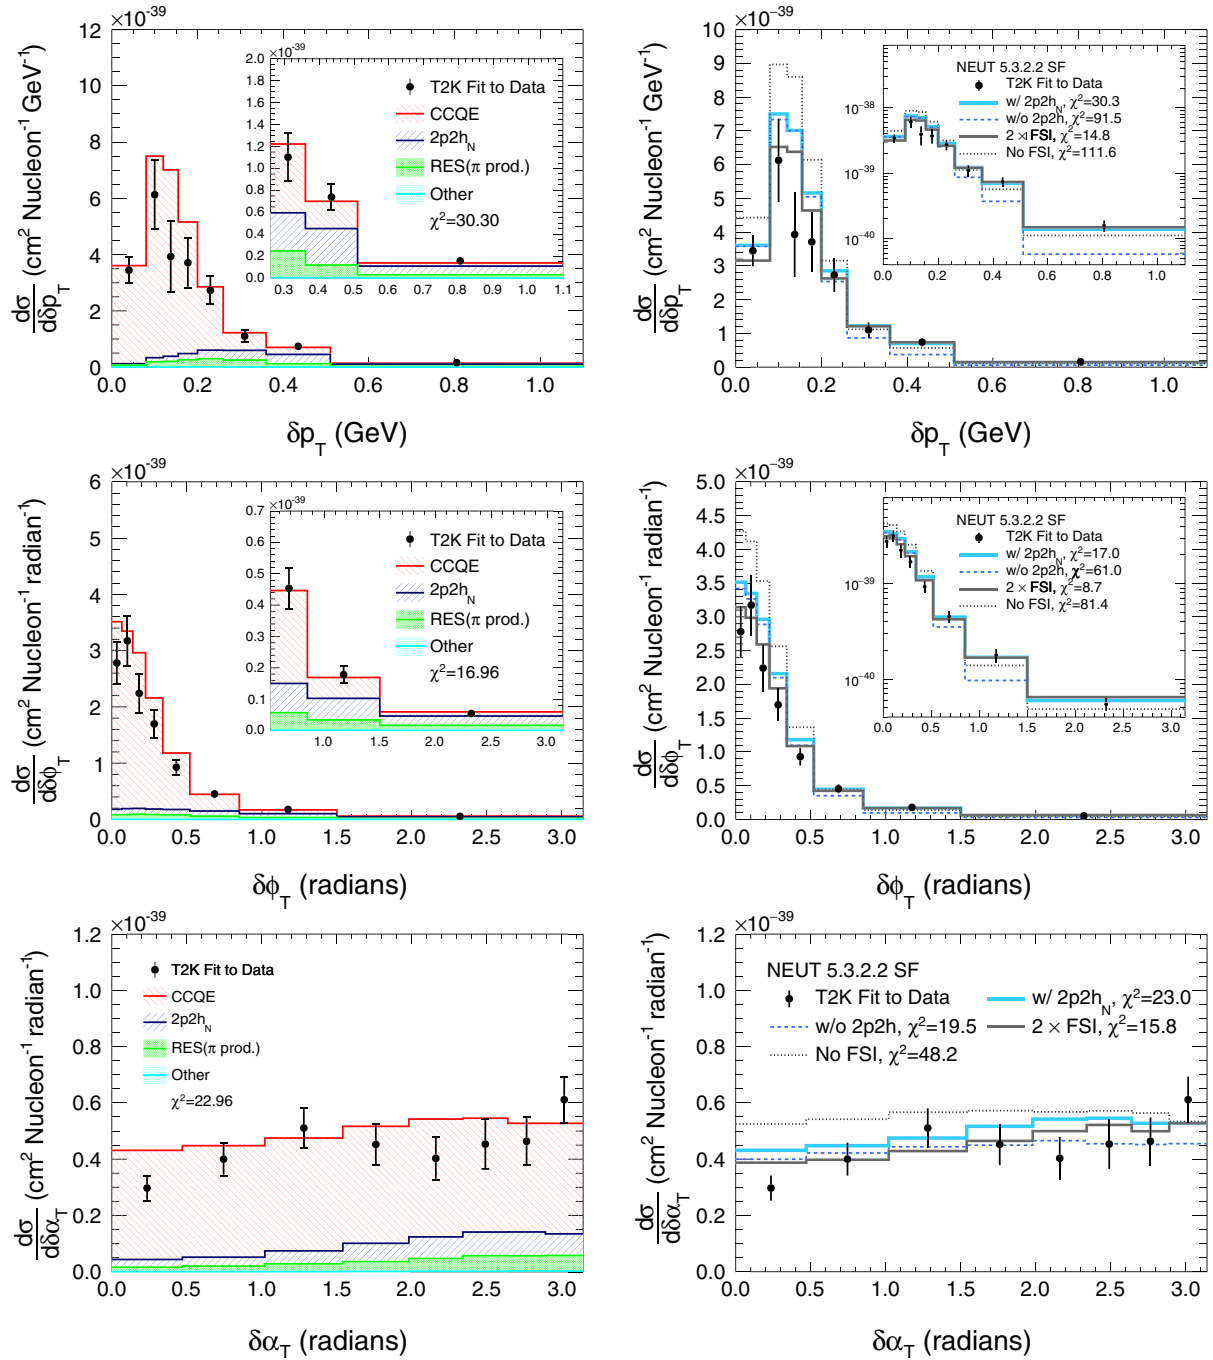 ×10⁻³⁹
dσ/dδp_T (cm² Nucleon⁻¹ GeV⁻¹)
12
10
8
6
4
2
0
0.0 0.2 0.4 0.6 0.8 1.0
δp_T (GeV)
×10⁻³⁹
2.0
1.8
1.6
1.4
1.2
1.0
0.8
0.6
0.4
0.2
0.0
0.3 0.4 0.5 0.6 0.7 0.8 0.9 1.0 1.1
T2K Fit to Data
CCQE
2p2h_N
RES(π prod.)
Other
χ²=30.30
×10⁻³⁹
dσ/dδp_T (cm² Nucleon⁻¹ GeV⁻¹)
10
9
8
7
6
5
4
3
2
1
0
0.0 0.2 0.4 0.6 0.8 1.0
δp_T (GeV)
NEUT 5.3.2.2 SF
T2K Fit to Data
w/ 2p2h_N, χ²=30.3
w/o 2p2h, χ²=91.5
2 × FSI, χ²=14.8
No FSI, χ²=111.6
10⁻³⁸
10⁻³⁹
10⁻⁴⁰
0.0 0.2 0.4 0.6 0.8 1.0
×10⁻³⁹
dσ/dδϕ_T (cm² Nucleon⁻¹ radian⁻¹)
6
5
4
3
2
1
0
0.0 0.5 1.0 1.5 2.0 2.5 3.0
δϕ_T (radians)
×10⁻³⁹
0.7
0.6
0.5
0.4
0.3
0.2
0.1
0.0
1.0 1.5 2.0 2.5 3.0
T2K Fit to Data
CCQE
2p2h_N
RES(π prod.)
Other
χ²=16.96
×10⁻³⁹
dσ/dδϕ_T (cm² Nucleon⁻¹ radian⁻¹)
5.0
4.5
4.0
3.5
3.0
2.5
2.0
1.5
1.0
0.5
0.0
0.0 0.5 1.0 1.5 2.0 2.5 3.0
δϕ_T (radians)
NEUT 5.3.2.2 SF
T2K Fit to Data
w/ 2p2h_N, χ²=17.0
w/o 2p2h, χ²=61.0
2 × FSI, χ²=8.7
No FSI, χ²=81.4
10⁻³⁹
10⁻⁴⁰
0.0 0.5 1.0 1.5 2.0 2.5 3.0
×10⁻³⁹
dσ/dδα_T (cm² Nucleon⁻¹ radian⁻¹)
1.2
1.0
0.8
0.6
0.4
0.2
0.0
0.0 0.5 1.0 1.5 2.0 2.5 3.0
δα_T (radians)
T2K Fit to Data
CCQE
2p2h_N
RES(π prod.)
Other
χ²=22.96
×10⁻³⁹
dσ/dδα_T (cm² Nucleon⁻¹ radian⁻¹)
1.2
1.0
0.8
0.6
0.4
0.2
0.0
0.0 0.5 1.0 1.5 2.0 2.5 3.0
δα_T (radians)
NEUT 5.3.2.2 SF
T2K Fit to Data
w/ 2p2h_N, χ²=23.0
w/o 2p2h, χ²=19.5
2 × FSI, χ²=15.8
No FSI, χ²=48.2